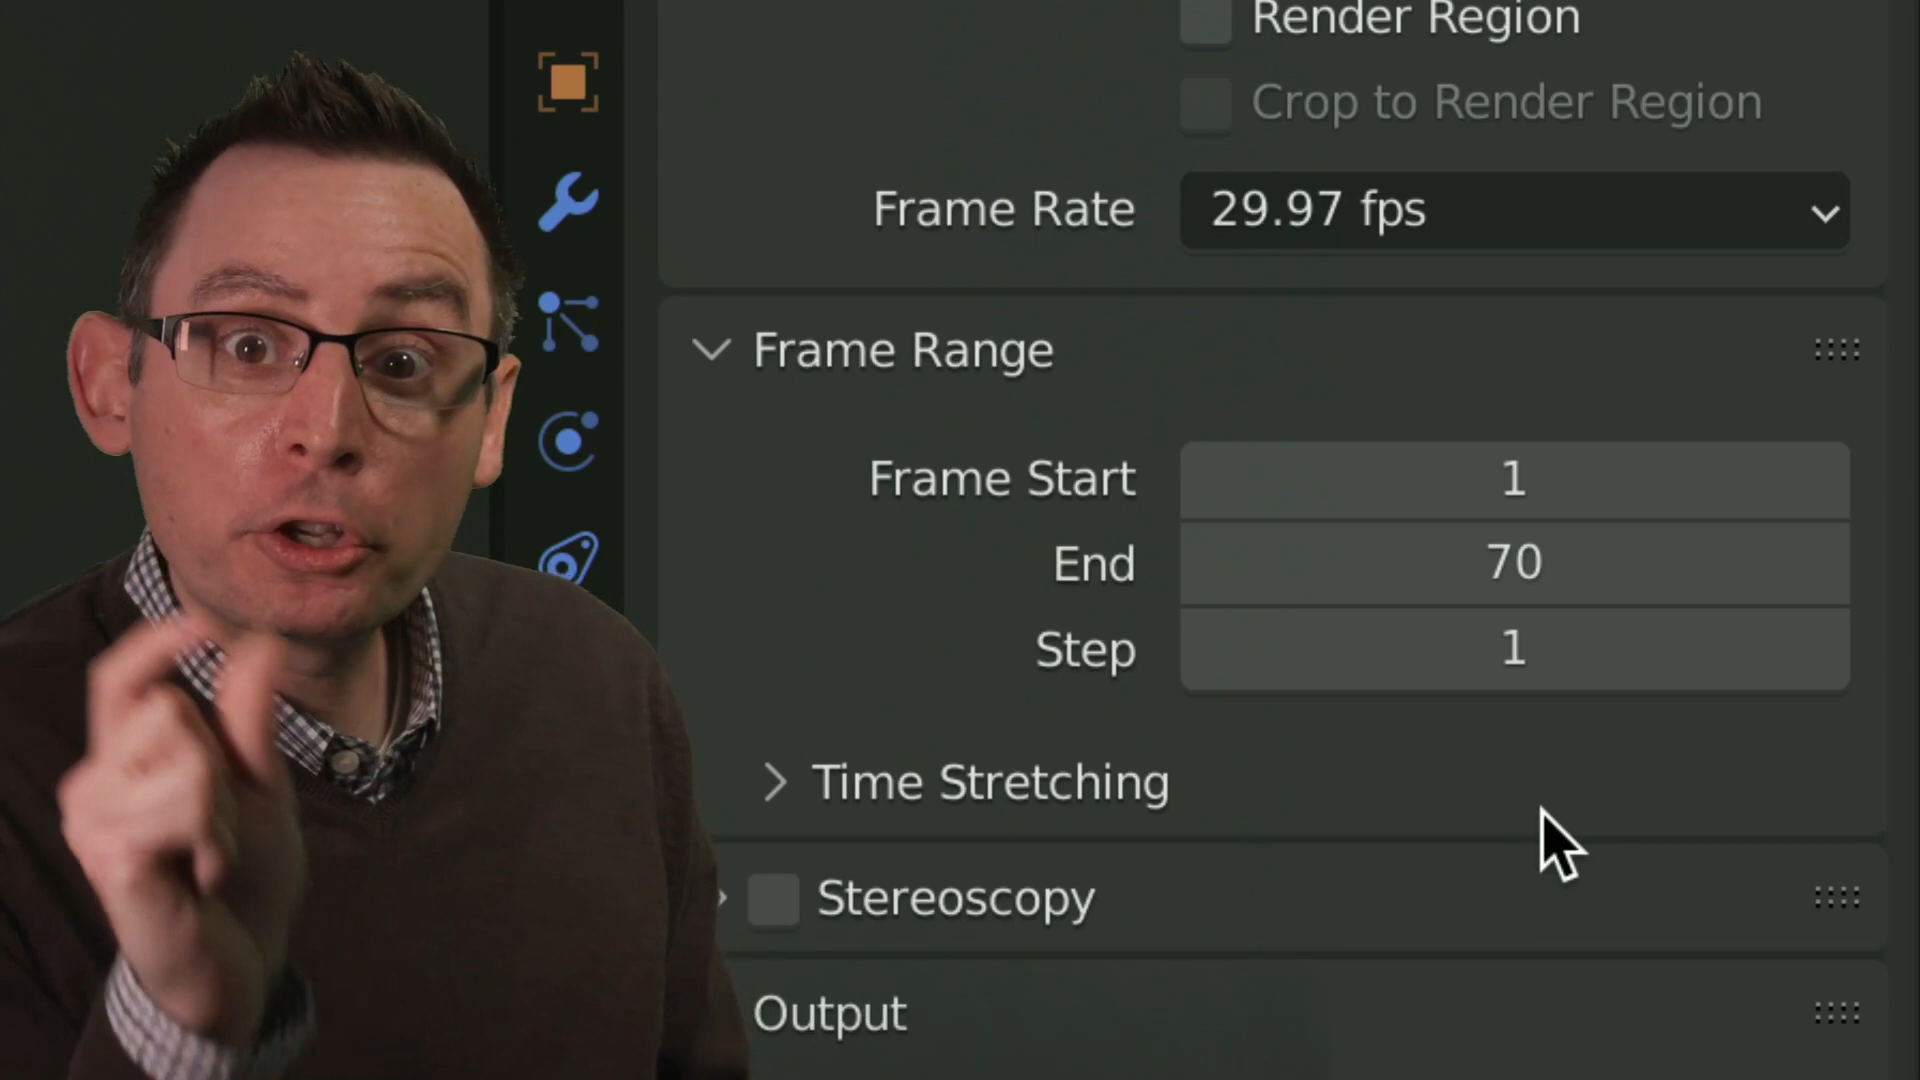 Render Region
Crop to Render Region
Frame Rate 29.97 fps
Frame Range
Frame Start 1
End 70
Step 1
Time Stretching
Stereoscopy
Output